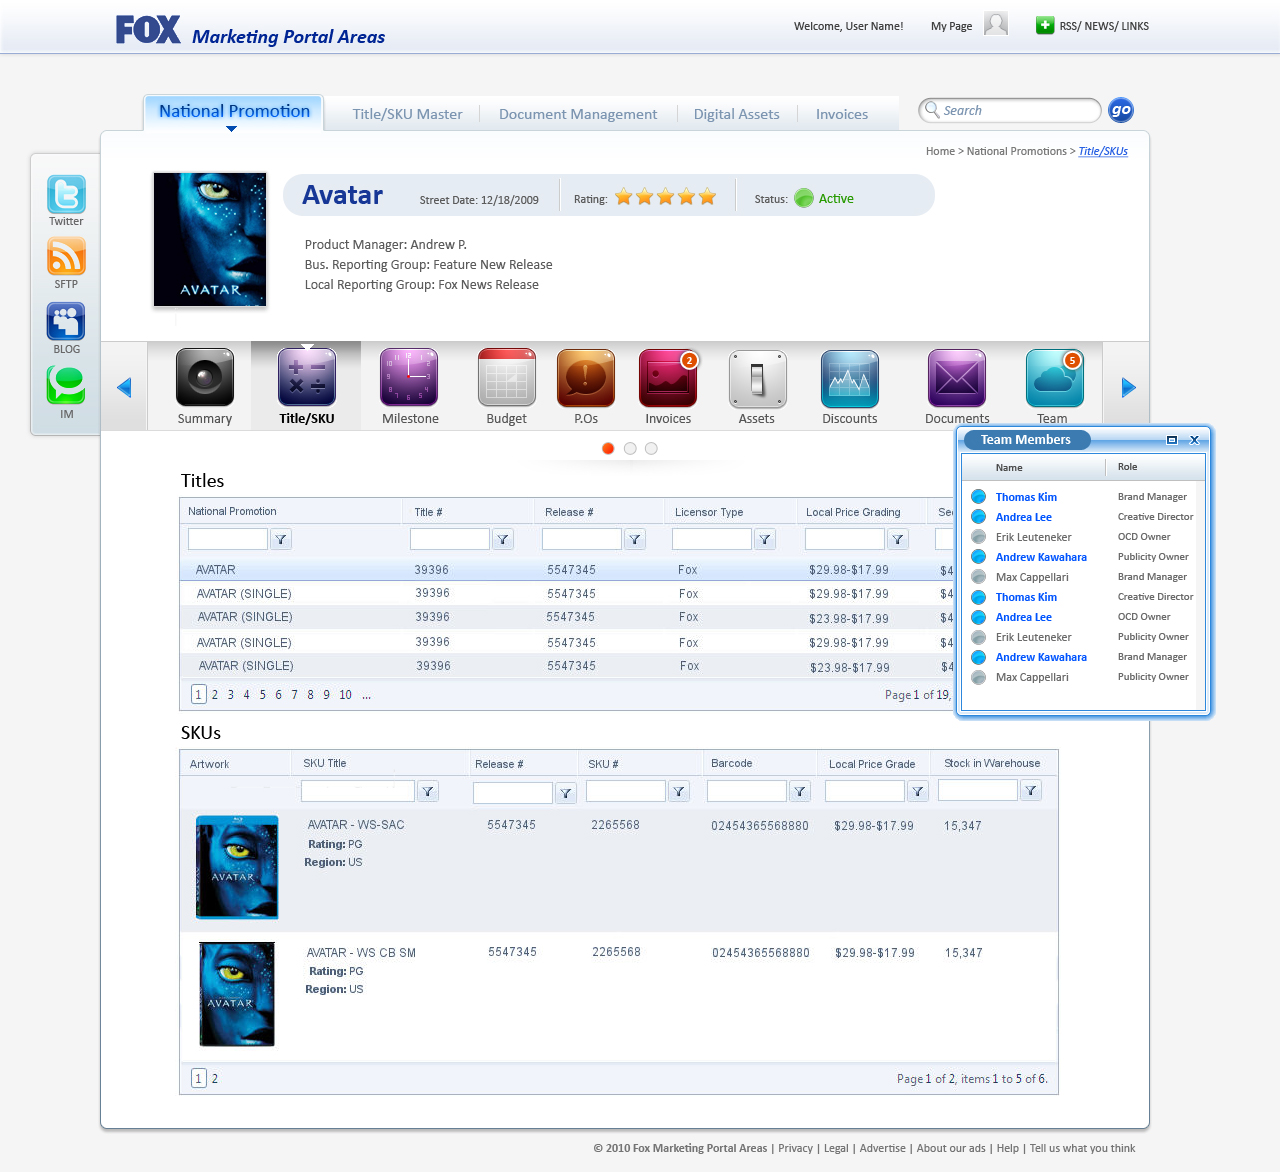 FOX Marketing Portal Areas
Welcome, User Name! My Page RSS/ NEWS/ LINKS
National Promotion Title/SKU Master Document Management Digital Assets Invoices Search go
Home > National Promotions > Title/SKUs
Twitter
SFTP
BLOG
IM
AVATAR
Avatar Street Date: 12/18/2009 Rating: Status: Active
Product Manager: Andrew P.
Bus. Reporting Group: Feature New Release
Local Reporting Group: Fox News Release
2 5
Summary Title/SKU Milestone Budget P.Os Invoices Assets Discounts Documents Team
Team Members
Name Role
Thomas Kim Brand Manager
Andrea Lee Creative Director
Erik Leuteneker OCD Owner
Andrew Kawahara Publicity Owner
Max Cappellari Brand Manager
Thomas Kim Creative Director
Andrea Lee OCD Owner
Erik Leuteneker Publicity Owner
Andrew Kawahara Brand Manager
Max Cappellari Publicity Owner
Titles
National Promotion Title # Release # Licensor Type Local Price Grading Sec
AVATAR 39396 5547345 Fox $29.98-$17.99 $4
AVATAR (SINGLE) 39396 5547345 Fox $29.98-$17.99 $4
AVATAR (SINGLE) 39396 5547345 Fox $23.98-$17.99 $4
AVATAR (SINGLE) 39396 5547345 Fox $29.98-$17.99 $4
AVATAR (SINGLE) 39396 5547345 Fox $23.98-$17.99 $4
1 2 3 4 5 6 7 8 9 10 ... Page 1 of 19,
SKUs
Artwork SKU Title Release # SKU # Barcode Local Price Grade Stock in Warehouse
AVATAR - WS-SAC 5547345 2265568 02454365568880 $29.98-$17.99 15,347
Rating: PG
Region: US
AVATAR
AVATAR - WS CB SM 5547345 2265568 02454365568880 $29.98-$17.99 15,347
Rating: PG
Region: US
AVATAR
1 2 Page 1 of 2, items 1 to 5 of 6.
© 2010 Fox Marketing Portal Areas | Privacy | Legal | Advertise | About our ads | Help | Tell us what you think